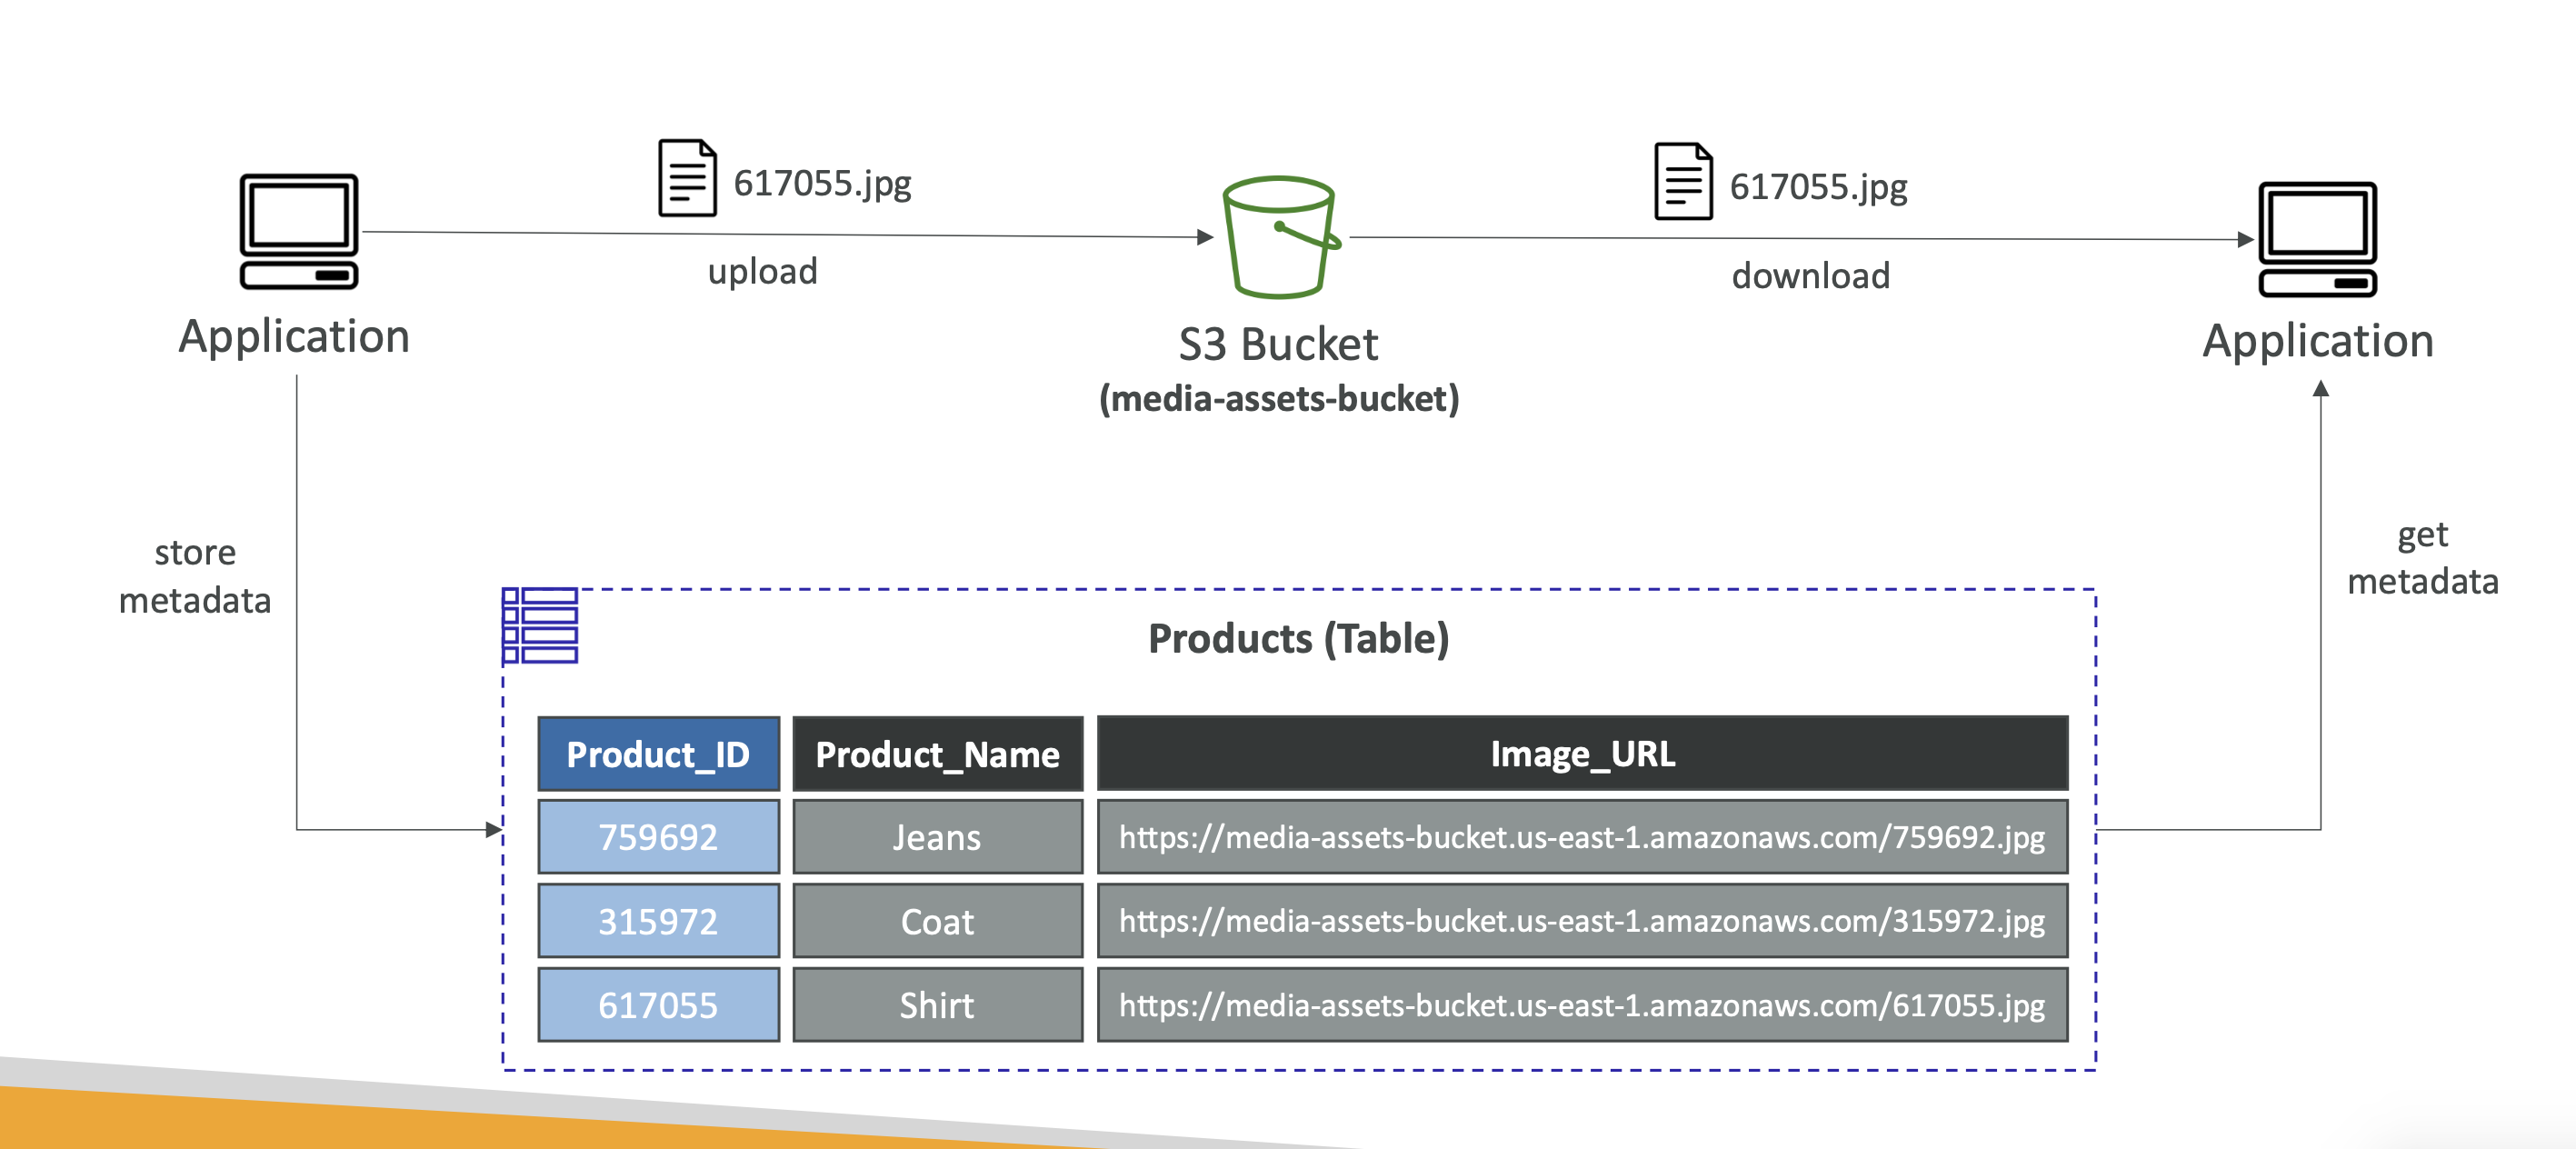 617055.jpg
upload
Application
S3 Bucket
(media-assets-bucket)
617055.jpg
download
Application
store
metadata
get
metadata
Products (Table)
Product_ID Product_Name Image_URL
759692 Jeans https://media-assets-bucket.us-east-1.amazonaws.com/759692.jpg
315972 Coat https://media-assets-bucket.us-east-1.amazonaws.com/315972.jpg
617055 Shirt https://media-assets-bucket.us-east-1.amazonaws.com/617055.jpg